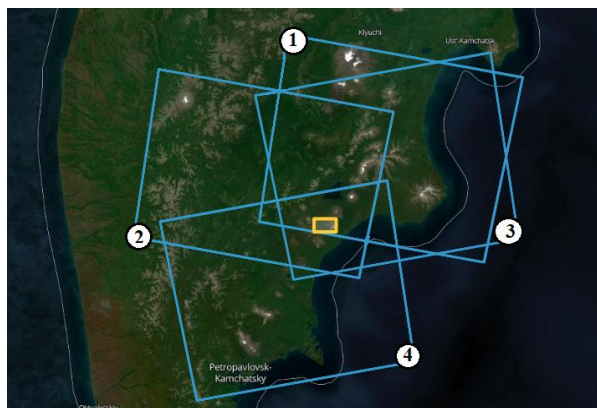 1
Klyuchi
Ust'-Kamchatsk
2
3
4
Petropavlovsk-
Kamchatsky